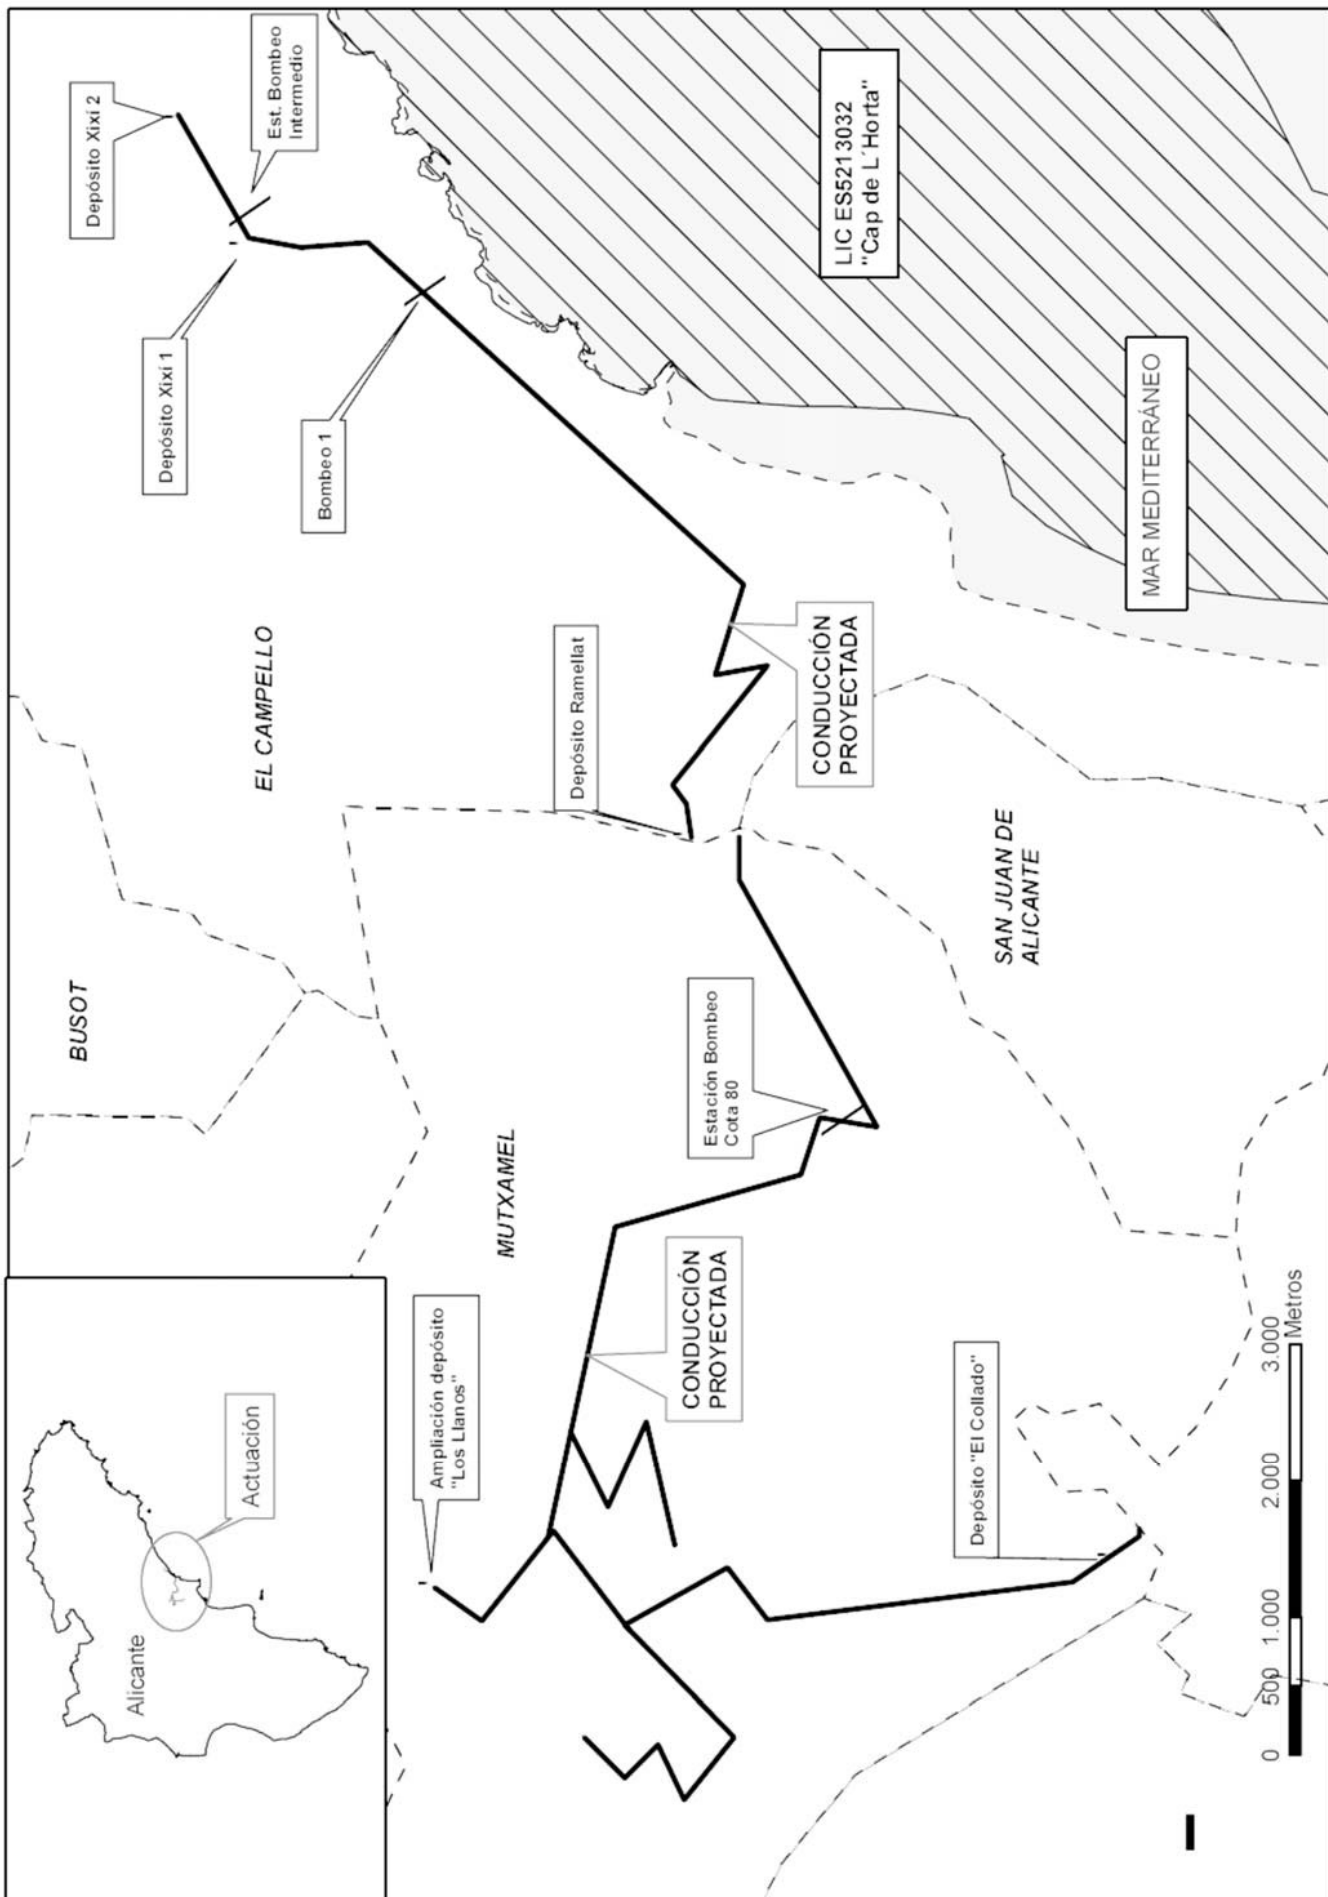 Alicante
Actuación
BUSOT
EL CAMPELLO
Depósito Xixi 2
Est. Bombeo
Intermedio
Depósito Xixi 1
Bombeo 1
Ampliación depósito
"Los Llanos"
MUTXAMEL
Depósito Ramellat
CONDUCCIÓN
PROYECTADA
Estación Bombeo
Cota 80
CONDUCCIÓN
PROYECTADA
LIC ES5213032
"Cap de L´Horta"
Depósito "El Collado"
SAN JUAN DE
ALICANTE
MAR MEDITERRÁNEO
0 500 1.000 2.000 3.000
Metros